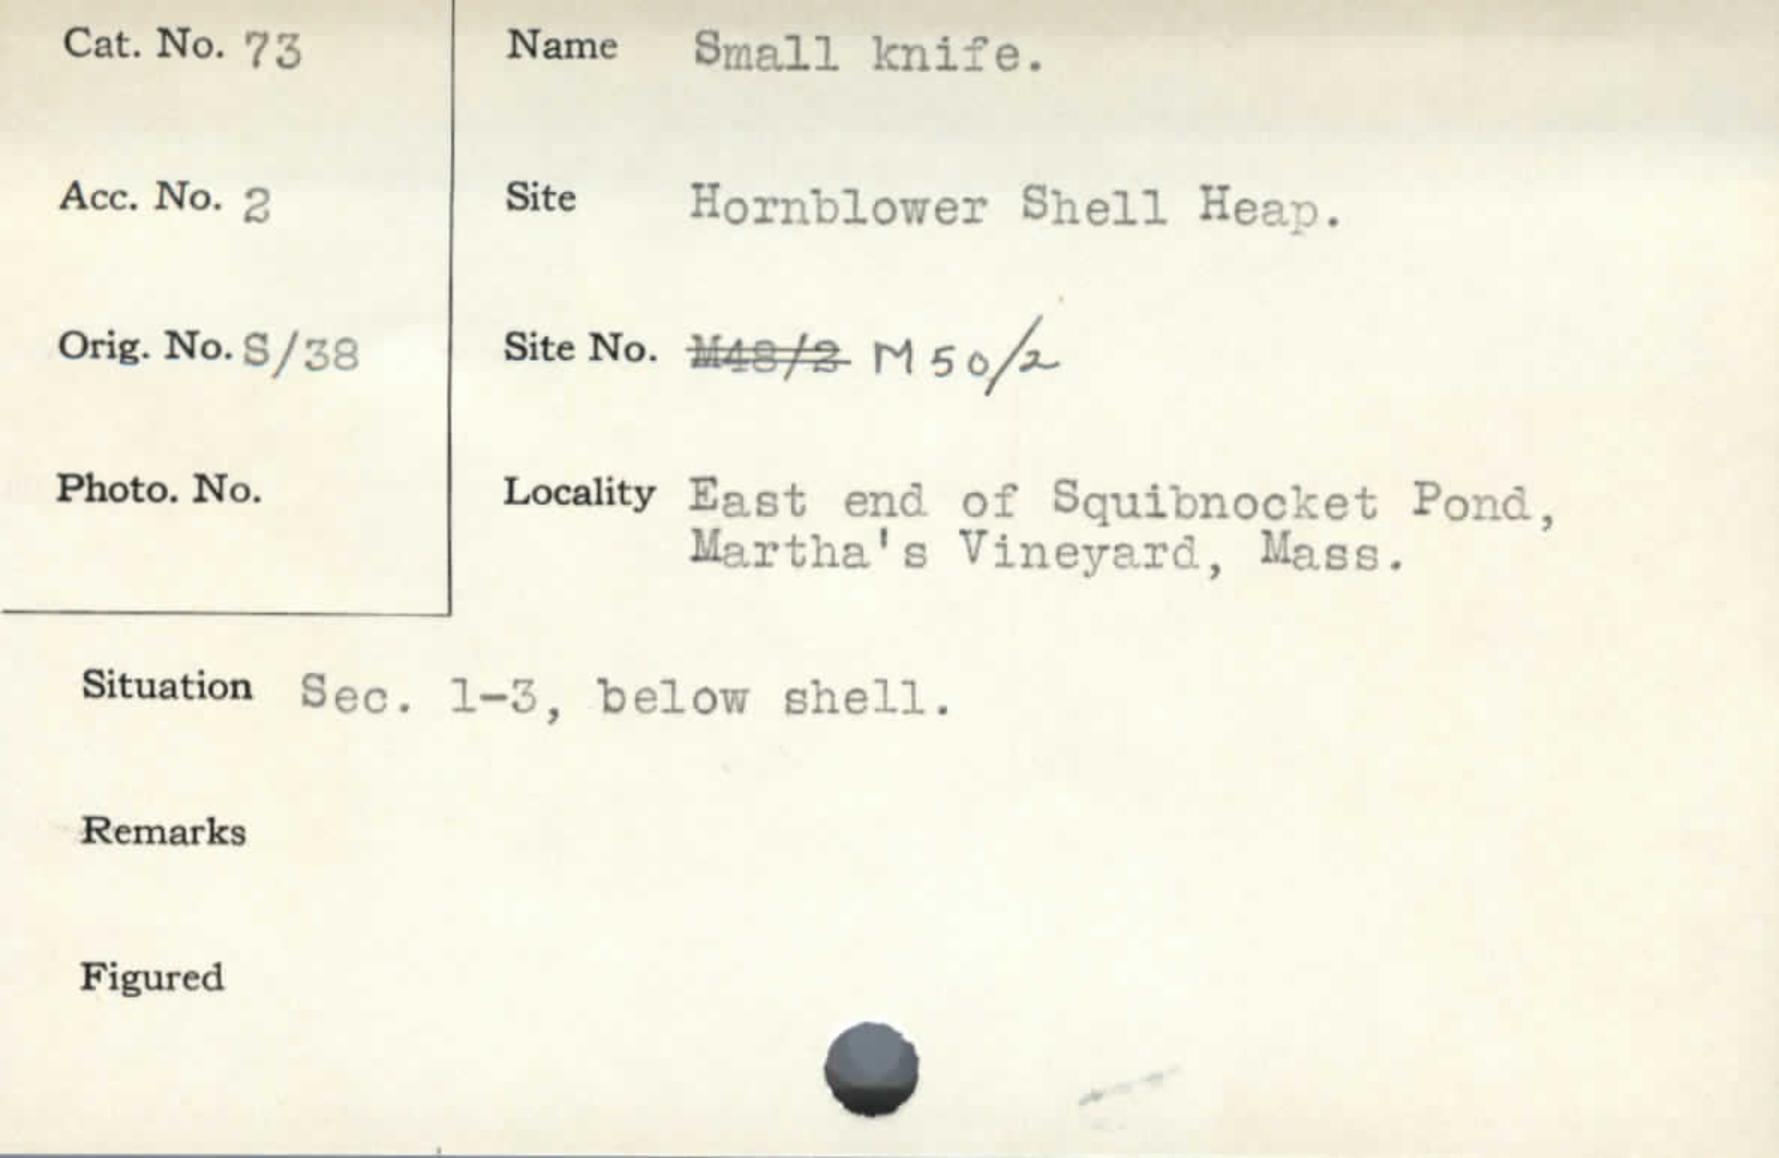 Cat. No. 73
Name Small knife.
Acc. No. 2
Site Hornblower Shell Heap.
Orig. No. S/38
Site No. M48/2 M50/2
Photo. No.
Locality East end of Squibnocket Pond,
Martha's Vineyard, Mass.
Situation Sec. 1-3, below shell.
Remarks
Figured